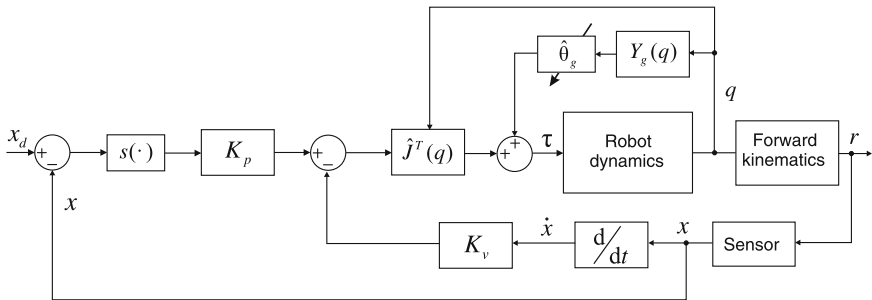 θ̂_g
Y_g(q)
q
x_d
+
−
s(·)
K_p
+
−
Ĵ^T(q)
+
+
τ
Robot
dynamics
Forward
kinematics
r
x
K_v
ẋ
d/dt
x
Sensor